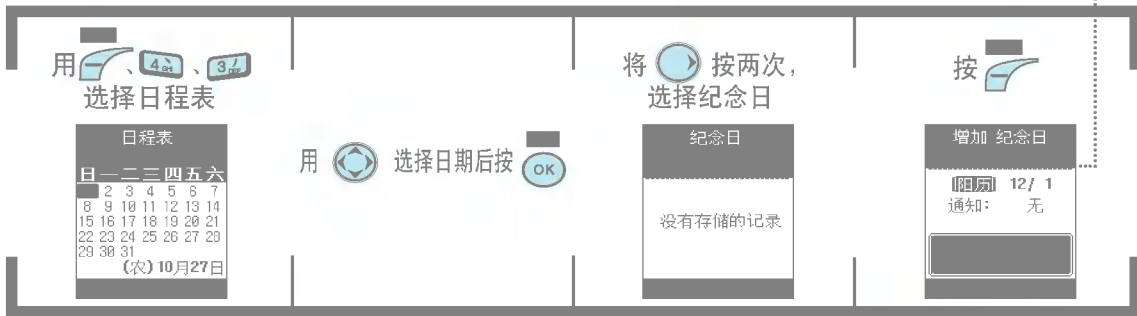 用 、4 、3
选择日程表
日程表
日 一 二 三 四 五 六
2 3 4 5 6 7
8 9 10 11 12 13 14
15 16 17 18 19 20 21
22 23 24 25 26 27 28
29 30 31
(农)10月27日
用 选择日期后按 OK
将 按两次,
选择纪念日
纪念日
没有存储的记录
按
增加 纪念日
阳历 12/ 1
通知: 无